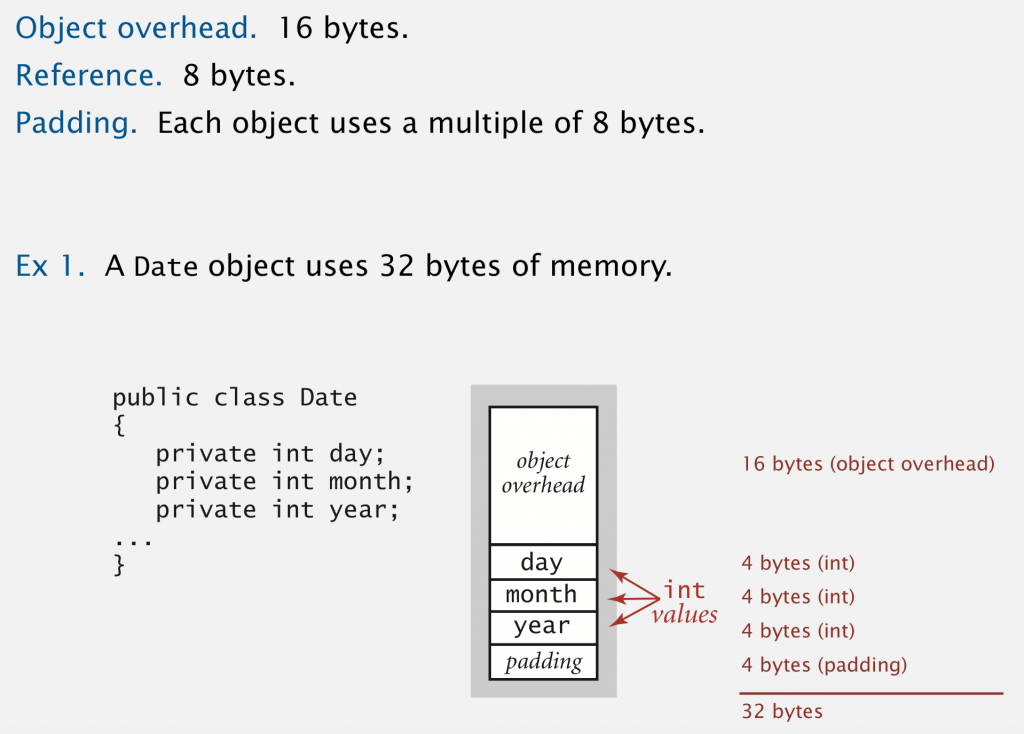 Object overhead. 16 bytes.
Reference. 8 bytes.
Padding. Each object uses a multiple of 8 bytes.
Ex 1. A Date object uses 32 bytes of memory.
public class Date
{
private int day;
private int month;
private int year;
...
}
object
overhead
day
month
year
padding
int
values
16 bytes (object overhead)
4 bytes (int)
4 bytes (int)
4 bytes (int)
4 bytes (padding)
32 bytes